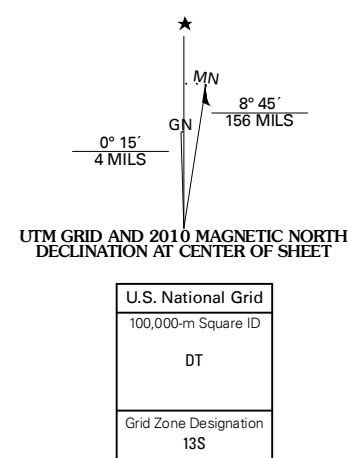 ★
MN
8° 45´
156 MILS
GN
0° 15´
4 MILS
UTM GRID AND 2010 MAGNETIC NORTH
DECLINATION AT CENTER OF SHEET
U.S. National Grid
100,000-m Square ID
DT
Grid Zone Designation
13S